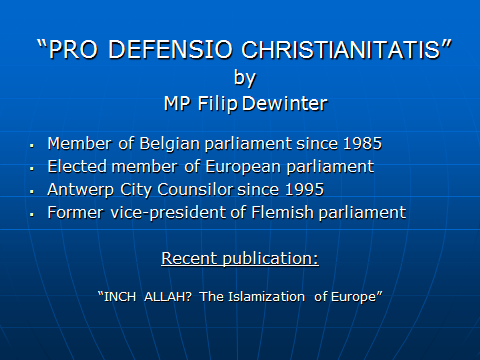 “PRO DEFENSIO CHRISTIANITATIS”
by
MP Filip Dewinter
Member of Belgian parliament since 1985
Elected member of European parliament
Antwerp City Counsilor since 1995
Former vice-president of Flemish parliament
Recent publication:
“INCH ALLAH? The Islamization of Europe”